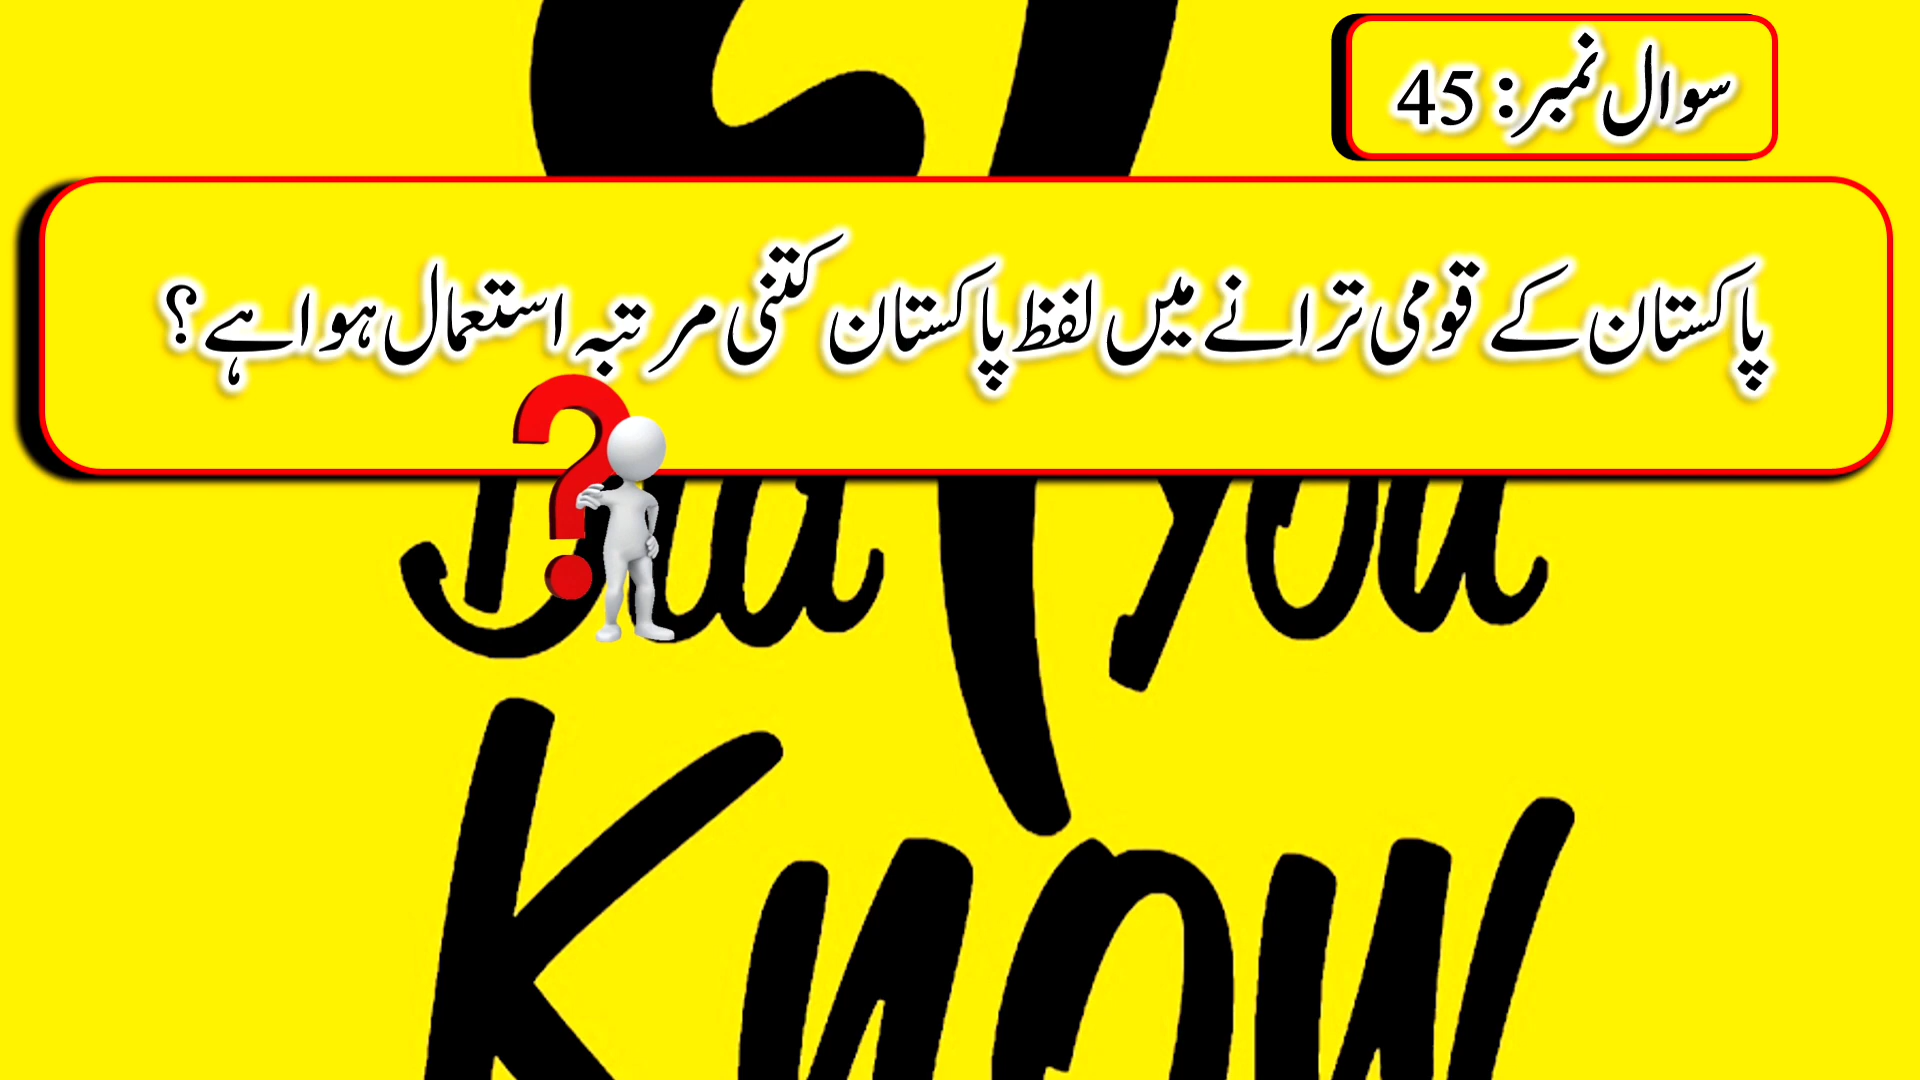 سوال نمبر: 45
پاکستان کے قومی ترانے میں لفظ پاکستان کتنی مرتبہ استعمال ہوا ہے؟
Did you
Know